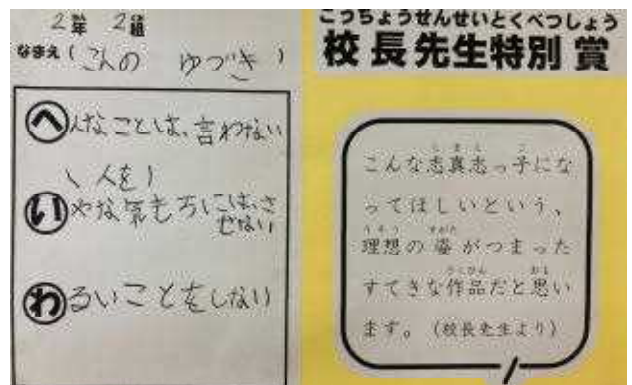 2年 2組
なまえ(こんの ゆづき)
へんなことは、言わない
(人を)
いやな気もちにはさせない
わるいことをしない
こうちょうせんせいとくべつしょう
校長先生特別賞
こんな志真志っ子にな
ってほしいという、
理想の姿がつまった
すてきな作品だと思い
ます。(校長先生より)